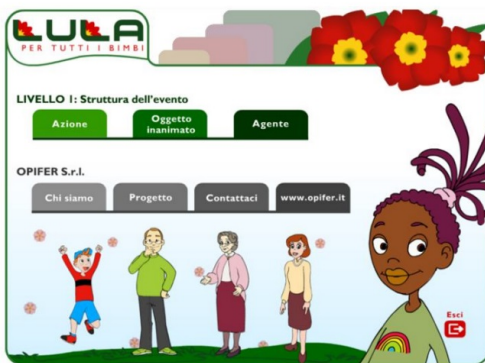 LULA
PER TUTTI I BIMBI
LIVELLO 1: Struttura dell'evento
Azione
Oggetto
inanimato
Agente
OPIFER S.r.l.
Chi siamo
Progetto
Contattaci
www.opifer.it
Esci